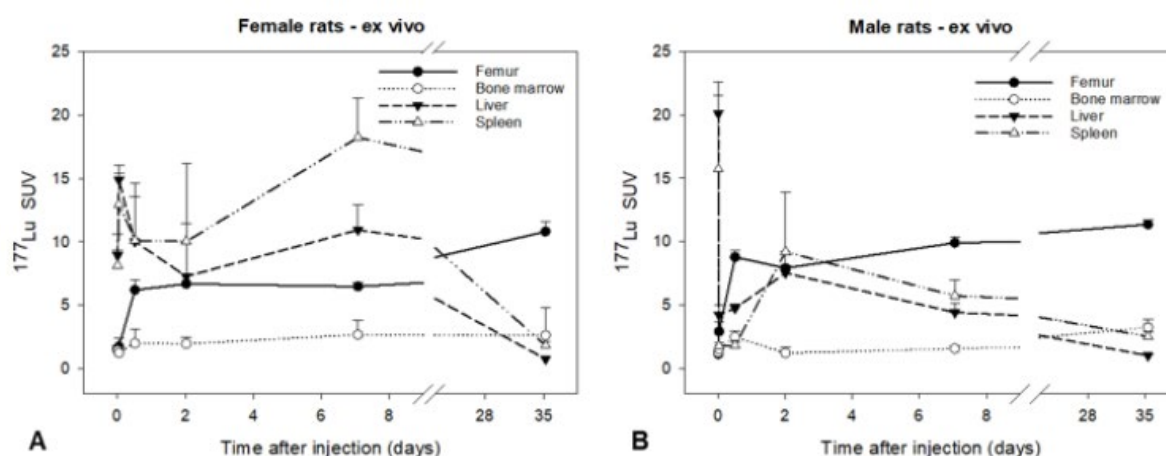 Female rats - ex vivo
25
20
15
10
5
0
177Lu SUV
Femur
Bone marrow
Liver
Spleen
0 2 4 6 8 28 35
Time after injection (days)
A
Male rats - ex vivo
25
20
15
10
5
0
177Lu SUV
Femur
Bone marrow
Liver
Spleen
0 2 4 6 8 28 35
Time after injection (days)
B